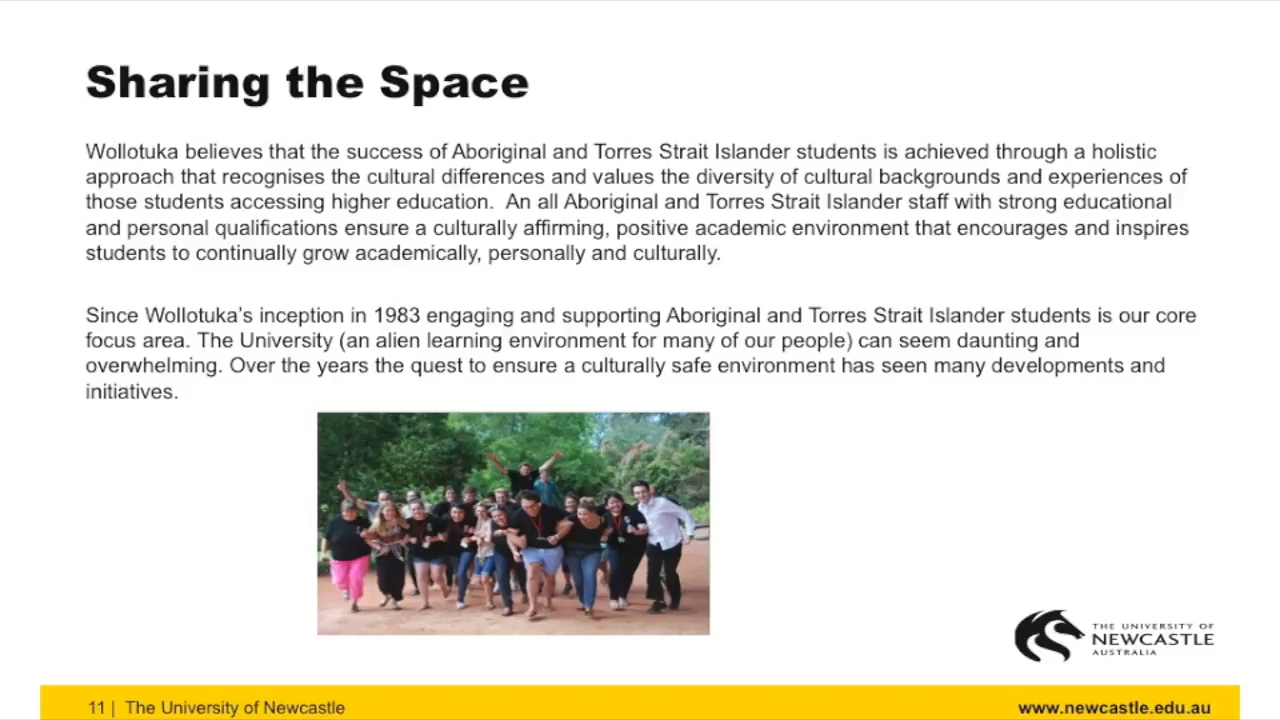 Sharing the Space
Wollotuka believes that the success of Aboriginal and Torres Strait Islander students is achieved through a holistic
approach that recognises the cultural differences and values the diversity of cultural backgrounds and experiences of
those students accessing higher education.  An all Aboriginal and Torres Strait Islander staff with strong educational
and personal qualifications ensure a culturally affirming, positive academic environment that encourages and inspires
students to continually grow academically, personally and culturally.
Since Wollotuka’s inception in 1983 engaging and supporting Aboriginal and Torres Strait Islander students is our core
focus area. The University (an alien learning environment for many of our people) can seem daunting and
overwhelming. Over the years the quest to ensure a culturally safe environment has seen many developments and
initiatives.
THE UNIVERSITY OF
NEWCASTLE
AUSTRALIA
11 | The University of Newcastle
www.newcastle.edu.au